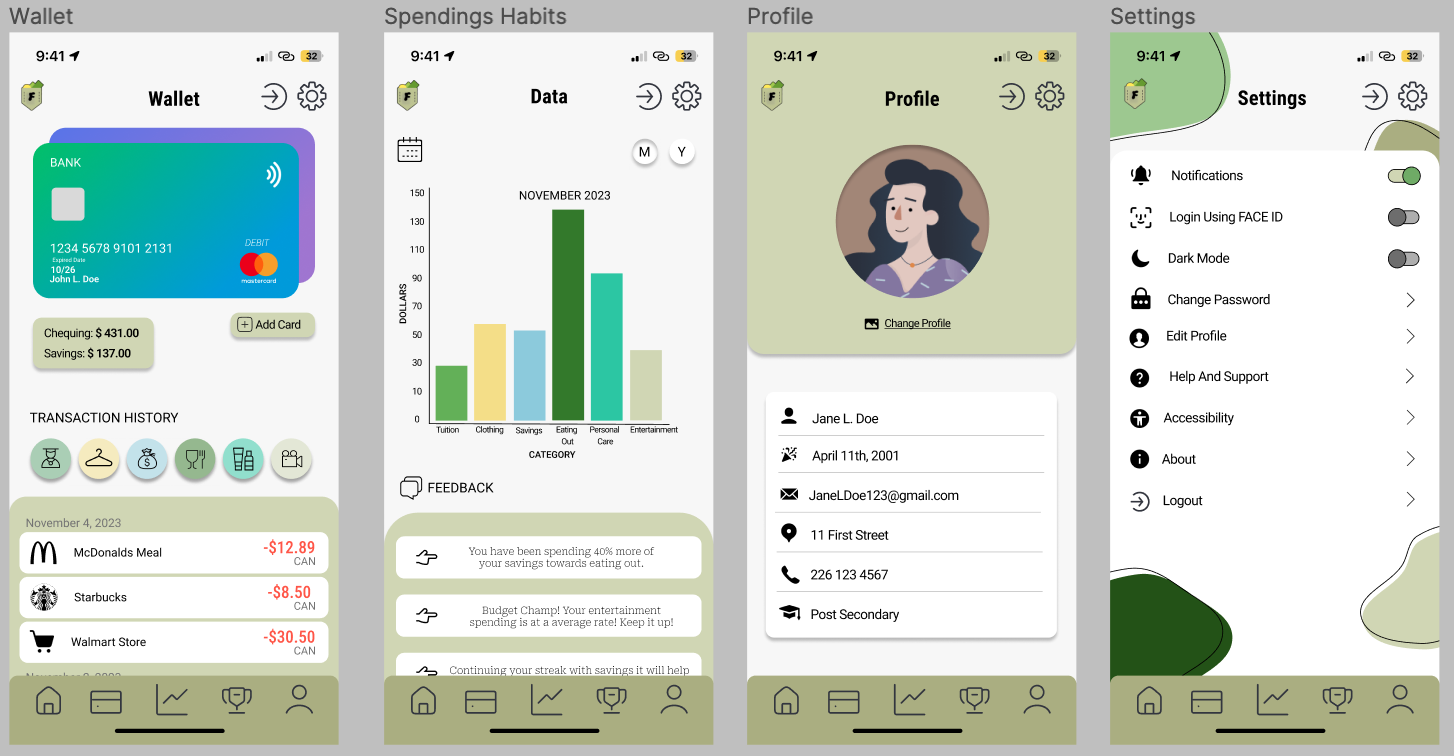 Wallet
9:41
32
F
Wallet
BANK
1234 5678 9101 2131
Expired Date
10/26
John L. Doe
DEBIT
mastercard
Chequing: $ 431.00
Savings: $ 137.00
Add Card
TRANSACTION HISTORY
November 4, 2023
McDonalds Meal
-$12.89
CAN
Starbucks
-$8.50
CAN
Walmart Store
-$30.50
CAN
Spendings Habits
9:41
32
F
Data
M
Y
NOVEMBER 2023
150
130
110
90
70
50
30
10
0
DOLLARS
Tuition
Clothing
Savings
Eating
Out
Personal
Care
Entertainment
CATEGORY
FEEDBACK
You have been spending 40% more of
your savings towards eating out.
Budget Champ! Your entertainment
spending is at a average rate! Keep it up!
Continuing your streak with savings it will help
Profile
9:41
32
F
Profile
Change Profile
Jane L. Doe
April 11th, 2001
JaneLDoe123@gmail.com
11 First Street
226 123 4567
Post Secondary
Settings
9:41
32
F
Settings
Notifications
Login Using FACE ID
Dark Mode
Change Password
Edit Profile
Help And Support
Accessibility
About
Logout